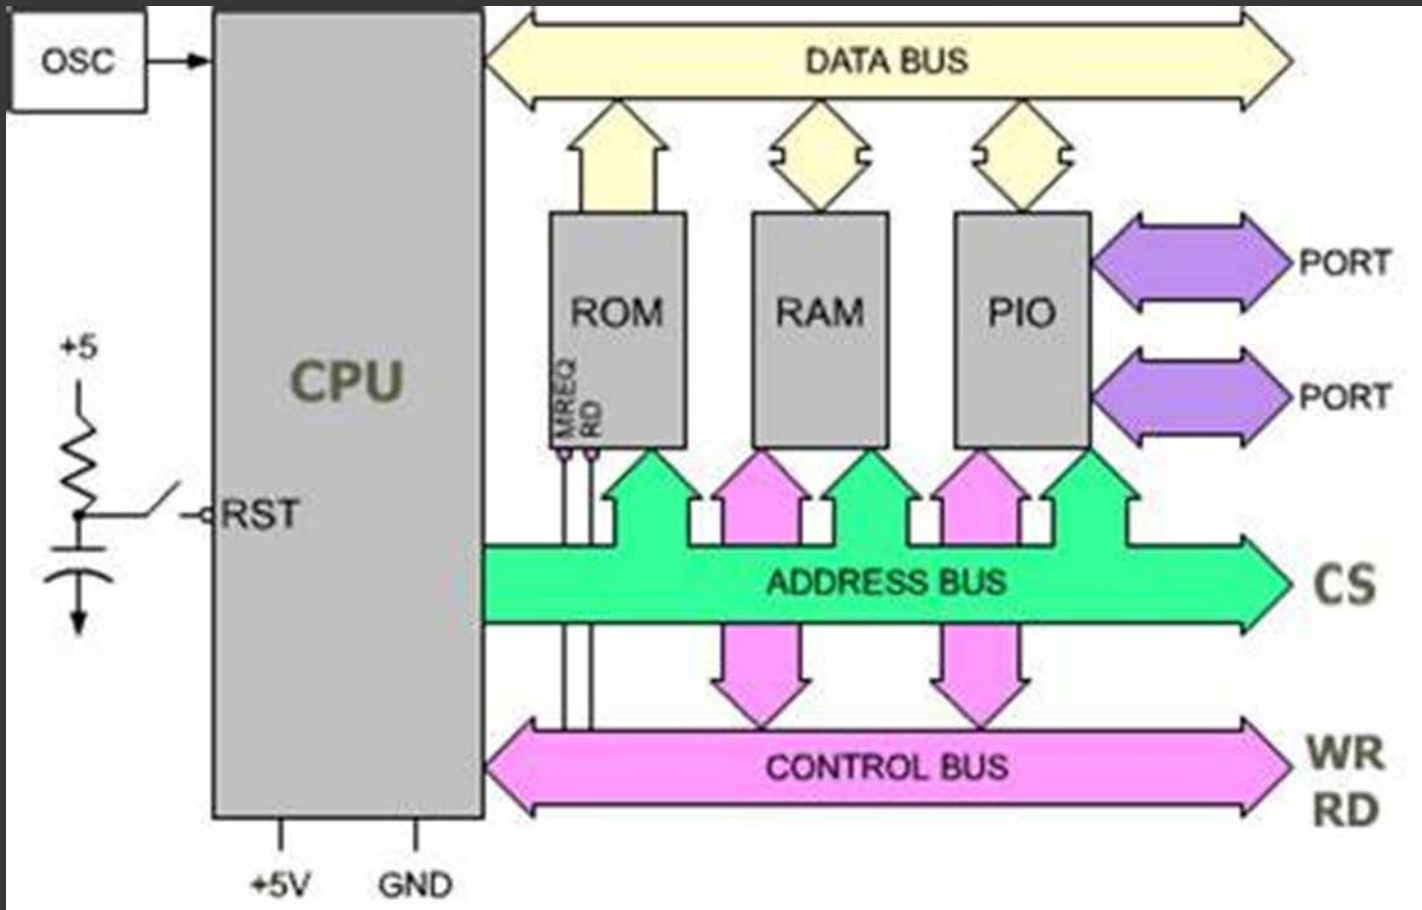 OSC
DATA BUS
ROM
RAM
PIO
PORT
PORT
MREQ
RD
+5
CPU
RST
ADDRESS BUS
CS
CONTROL BUS
WR
RD
+5V
GND